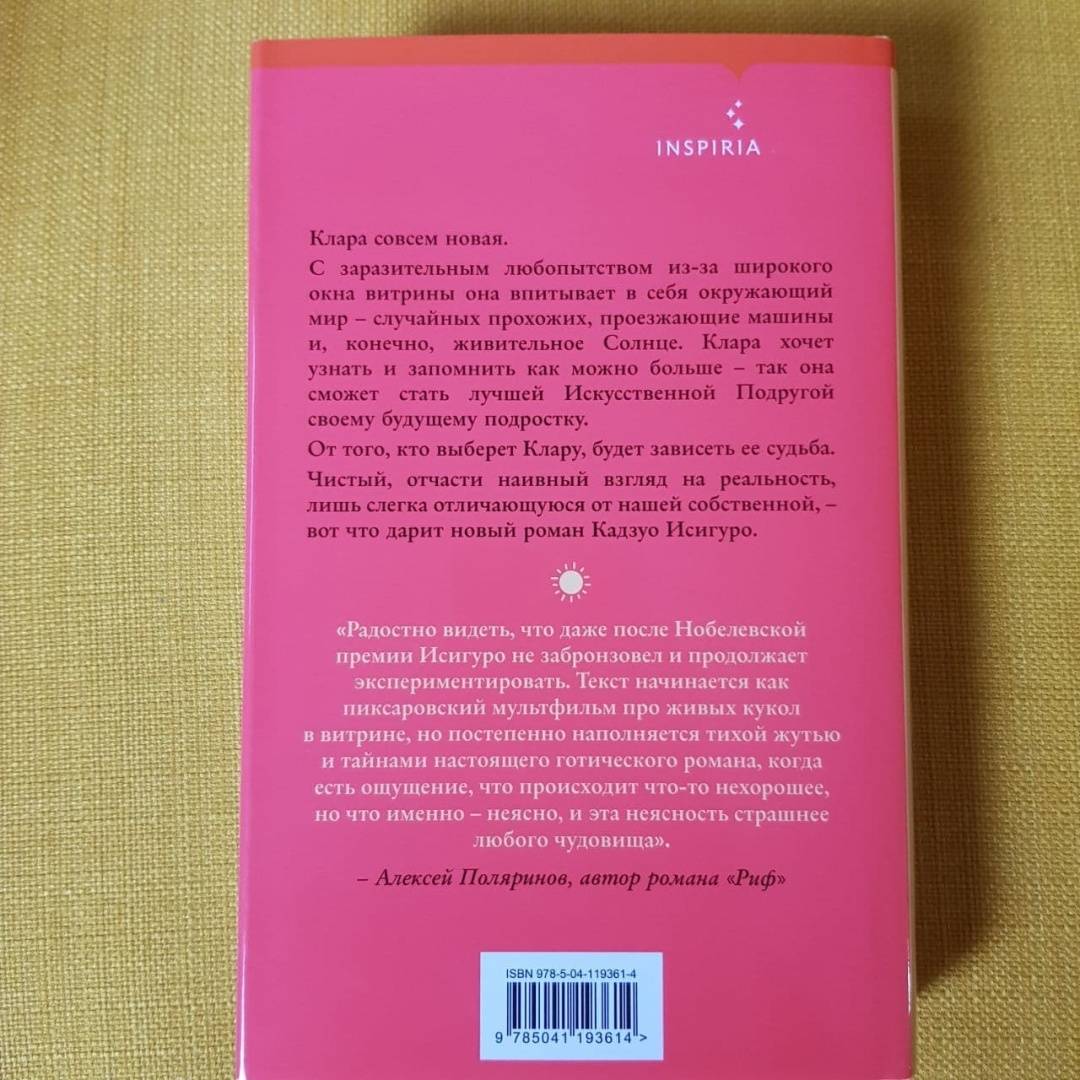 INSPIRIA
Клара совсем новая.
С заразительным любопытством из-за широкого
окна витрины она впитывает в себя окружающий
мир – случайных прохожих, проезжающие машины
и, конечно, живительное Солнце. Клара хочет
узнать и запомнить как можно больше – так она
сможет стать лучшей Искусственной Подругой
своему будущему подростку.
От того, кто выберет Клару, будет зависеть ее судьба.
Чистый, отчасти наивный взгляд на реальность,
лишь слегка отличающуюся от нашей собственной, –
вот что дарит новый роман Кадзуо Исигуро.
«Радостно видеть, что даже после Нобелевской
премии Исигуро не забронзовел и продолжает
экспериментировать. Текст начинается как
пиксаровский мультфильм про живых кукол
в витрине, но постепенно наполняется тихой жутью
и тайнами настоящего готического романа, когда
есть ощущение, что происходит что-то нехорошее,
но что именно – неясно, и эта неясность страшнее
любого чудовища».
– Алексей Поляринов, автор романа «Риф»
ISBN 978-5-04-119361-4
9 785041 193614 >